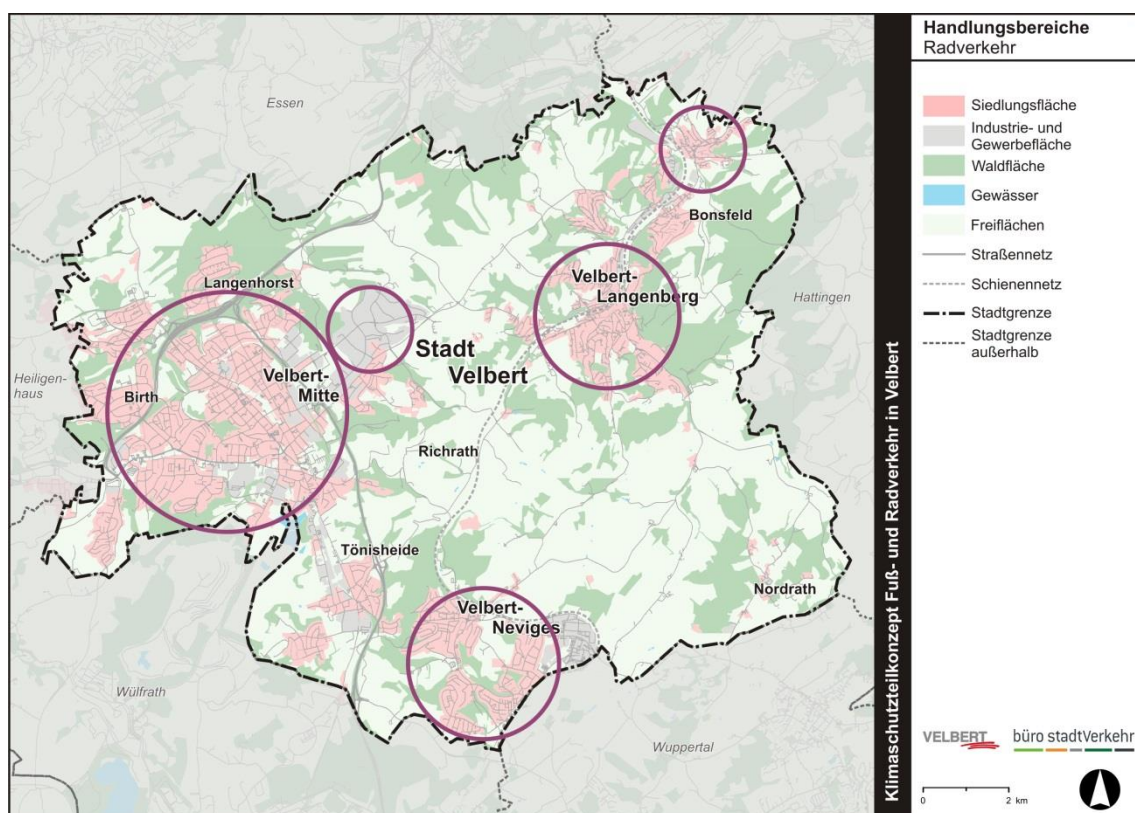 Essen
Bonsfeld
Velbert-
Langenberg
Langenhorst
Hattingen
Stadt
Velbert
Heiligen-
haus
Birth
Velbert-
Mitte
Richrath
Tönisheide
Nordrath
Velbert-
Neviges
Wülfrath
Wuppertal
Klimaschutzteilkonzept Fuß- und Radverkehr in Velbert
Handlungsbereiche
Radverkehr
Siedlungsfläche
Industrie- und
Gewerbefläche
Waldfläche
Gewässer
Freiflächen
Straßennetz
Schienennetz
Stadtgrenze
Stadtgrenze
außerhalb
VELBERT
büro stadtVerkehr
0 2 km